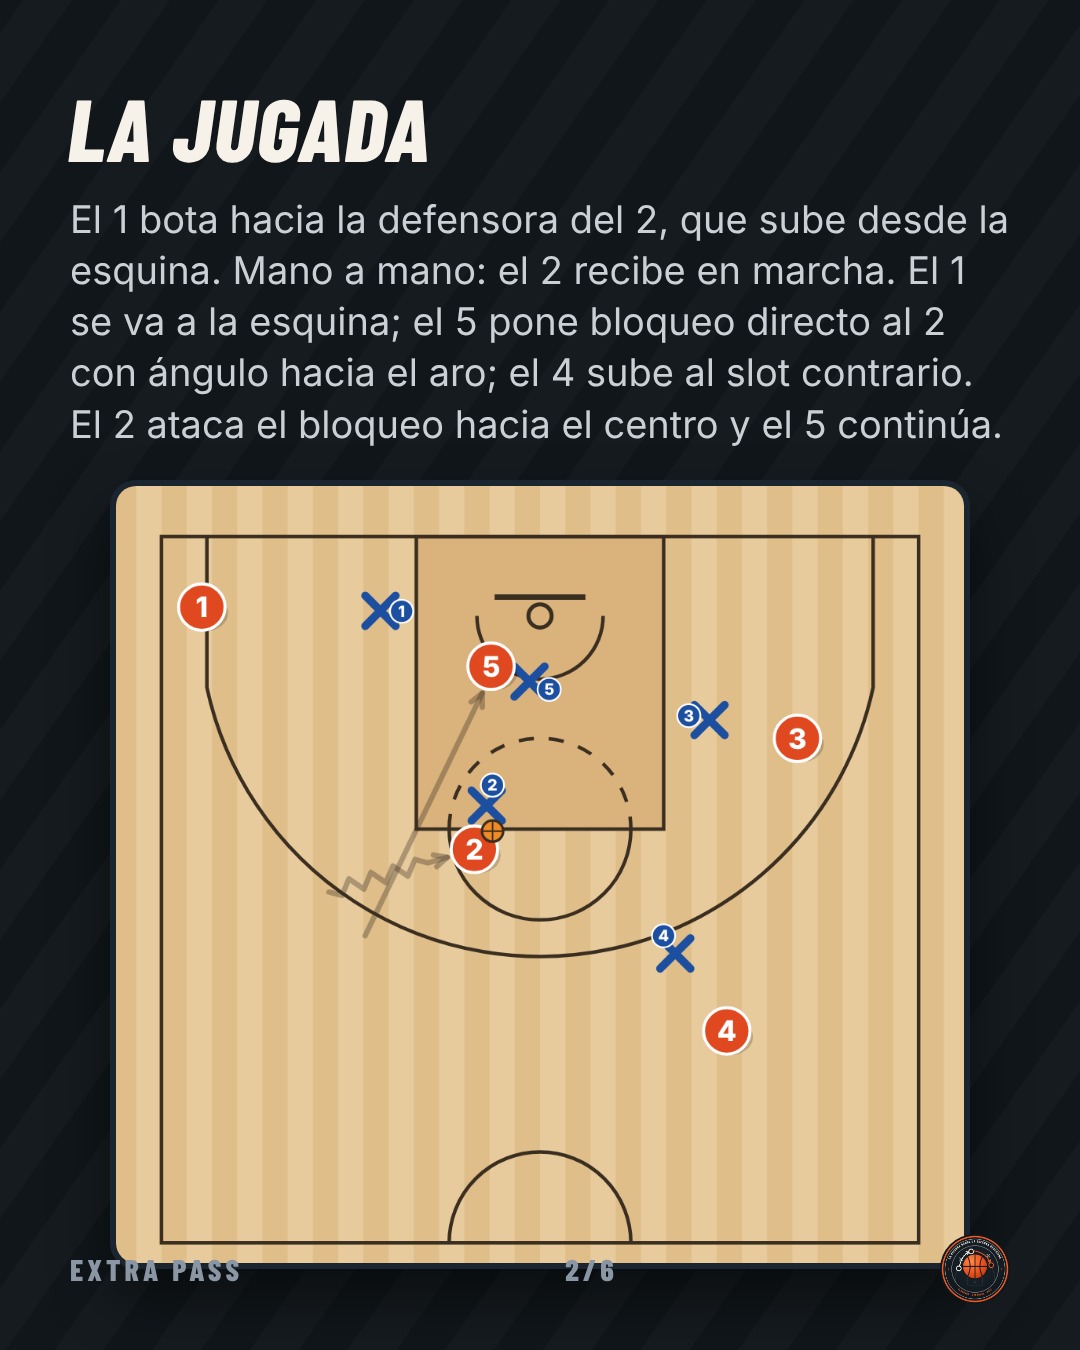 LA JUGADA
El 1 bota hacia la defensora del 2, que sube desde la
esquina. Mano a mano: el 2 recibe en marcha. El 1
se va a la esquina; el 5 pone bloqueo directo al 2
con ángulo hacia el aro; el 4 sube al slot contrario.
El 2 ataca el bloqueo hacia el centro y el 5 continúa.
1
1
5
5
3
3
2
2
4
4
EXTRA PASS
2/6